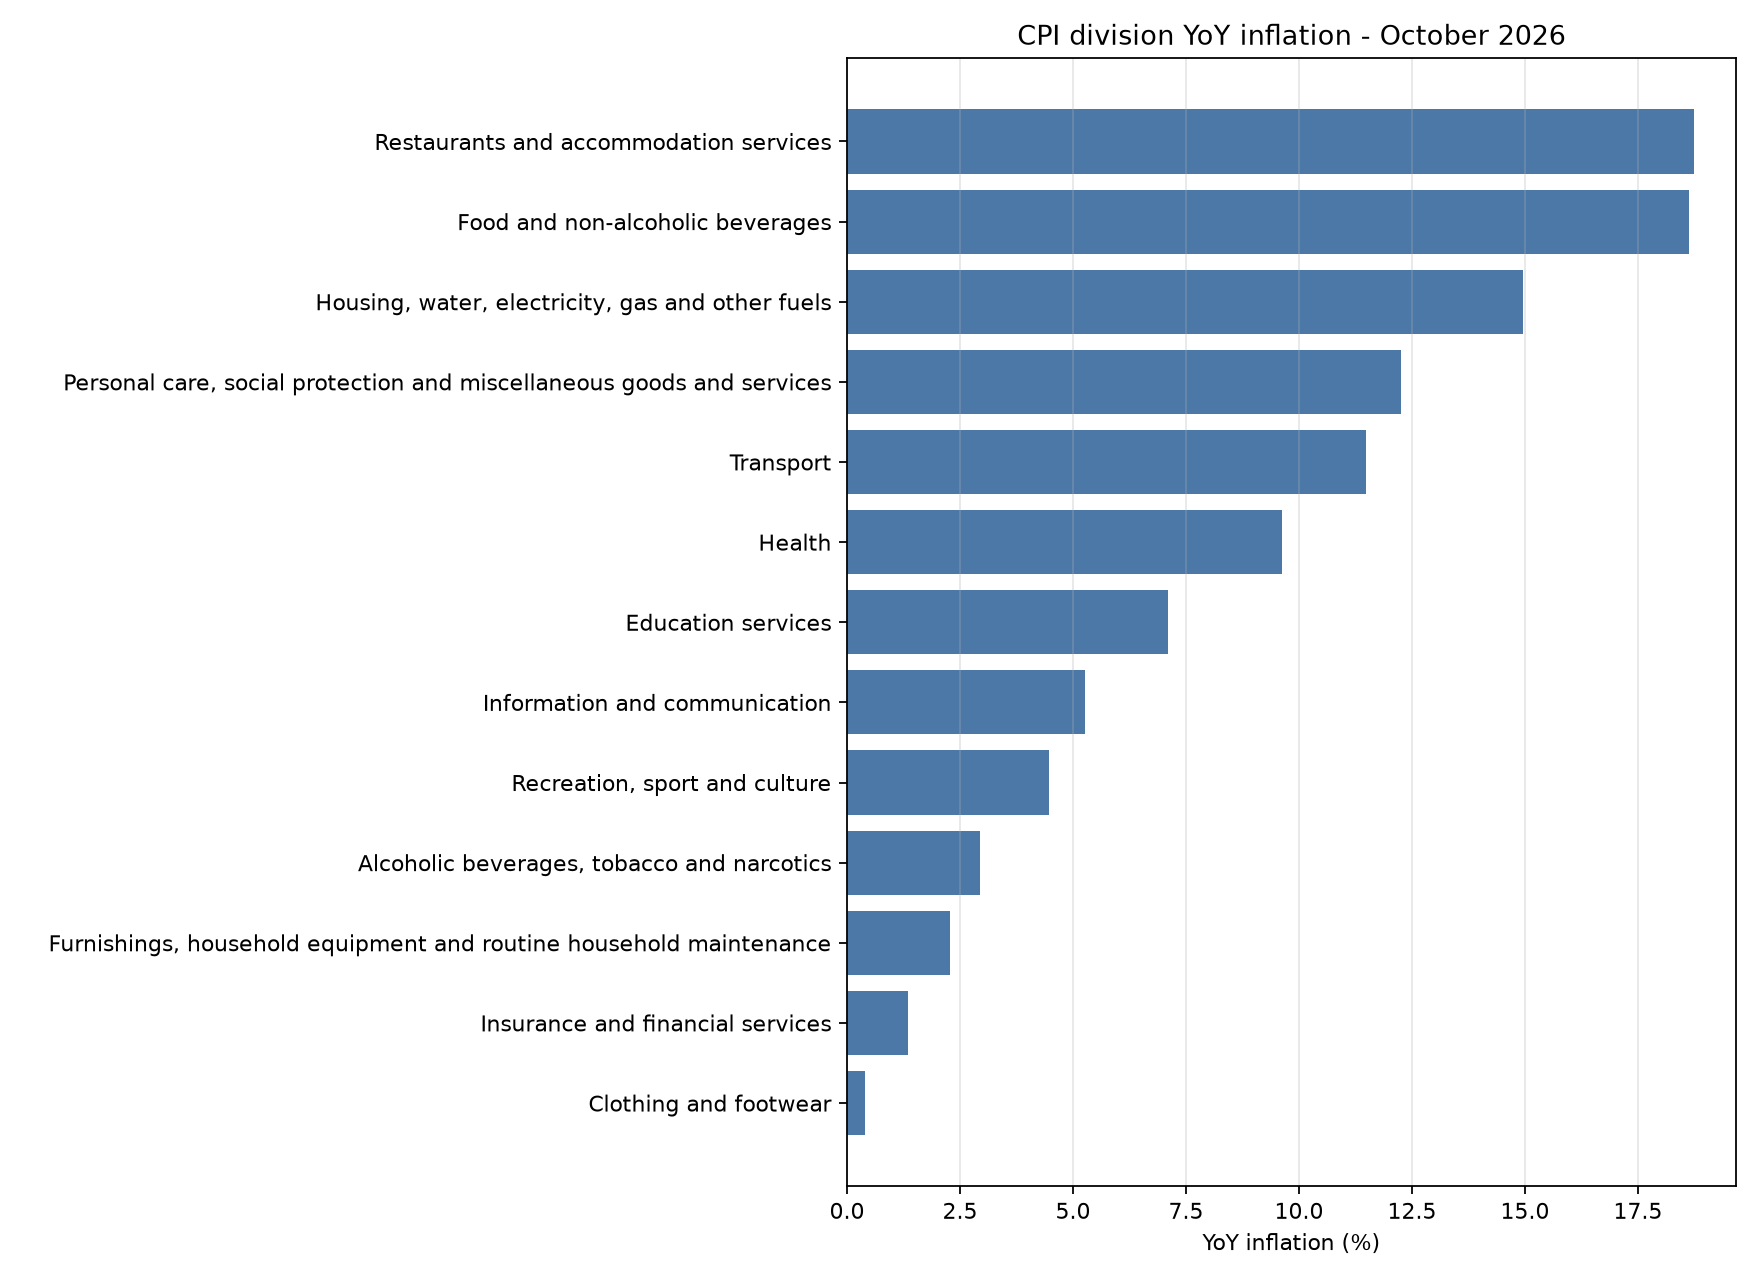 CPI division YoY inflation - October 2026
Restaurants and accommodation services
Food and non-alcoholic beverages
Housing, water, electricity, gas and other fuels
Personal care, social protection and miscellaneous goods and services
Transport
Health
Education services
Information and communication
Recreation, sport and culture
Alcoholic beverages, tobacco and narcotics
Furnishings, household equipment and routine household maintenance
Insurance and financial services
Clothing and footwear
0.0 2.5 5.0 7.5 10.0 12.5 15.0 17.5
YoY inflation (%)